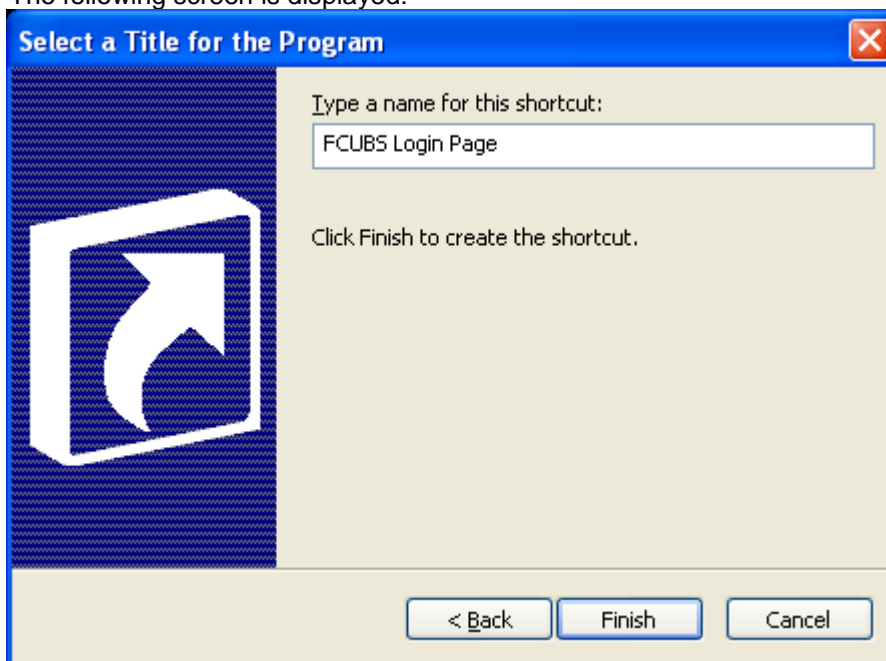 The following screen is displayed.
Select a Title for the Program
Type a name for this shortcut:
FCUBS Login Page
Click Finish to create the shortcut.
< Back Finish Cancel